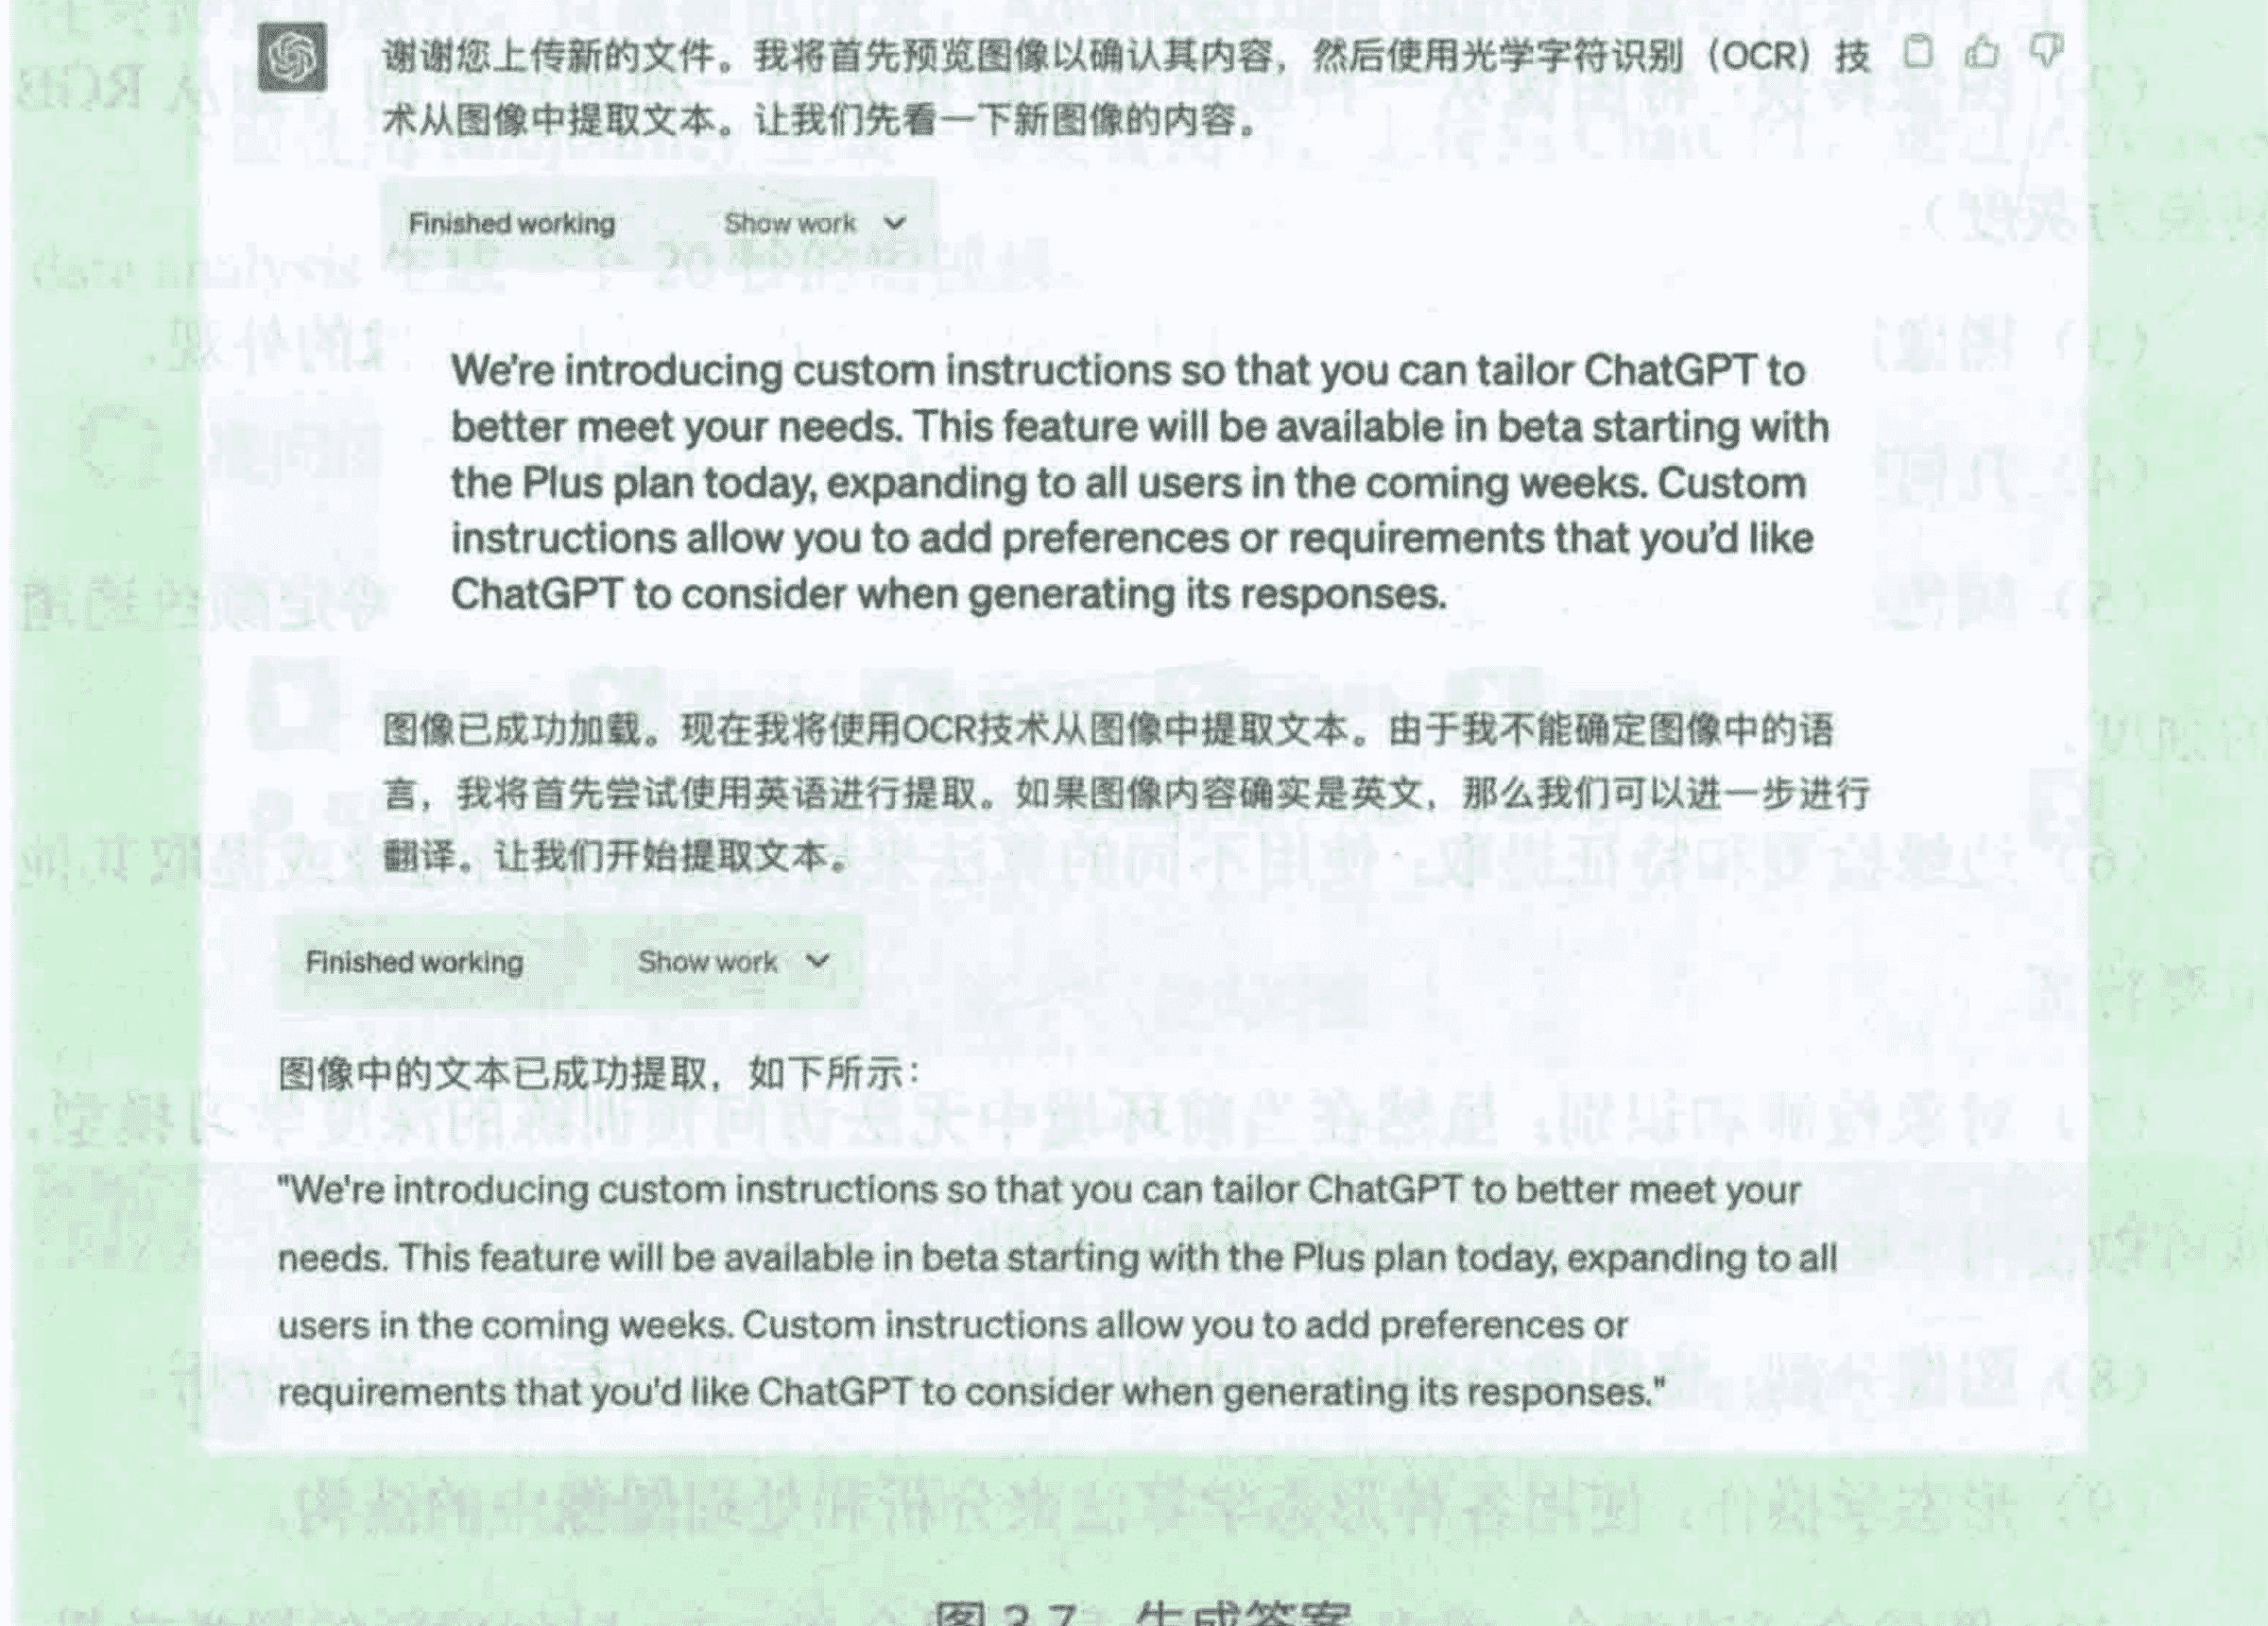 谢谢您上传新的文件。我将首先预览图像以确认其内容，然后使用光学字符识别（OCR）技
术从图像中提取文本。让我们先看一下新图像的内容。
Finished working Show work
We're introducing custom instructions so that you can tailor ChatGPT to
better meet your needs. This feature will be available in beta starting with
the Plus plan today, expanding to all users in the coming weeks. Custom
instructions allow you to add preferences or requirements that you'd like
ChatGPT to consider when generating its responses.
图像已成功加载。现在我将使用OCR技术从图像中提取文本。由于我不能确定图像中的语
言，我将首先尝试使用英语进行提取。如果图像内容确实是英文，那么我们可以进一步进行
翻译。让我们开始提取文本。
Finished working Show work
图像中的文本已成功提取，如下所示：
"We're introducing custom instructions so that you can tailor ChatGPT to better meet your
needs. This feature will be available in beta starting with the Plus plan today, expanding to all
users in the coming weeks. Custom instructions allow you to add preferences or
requirements that you'd like ChatGPT to consider when generating its responses."
图 3.7 生成答案